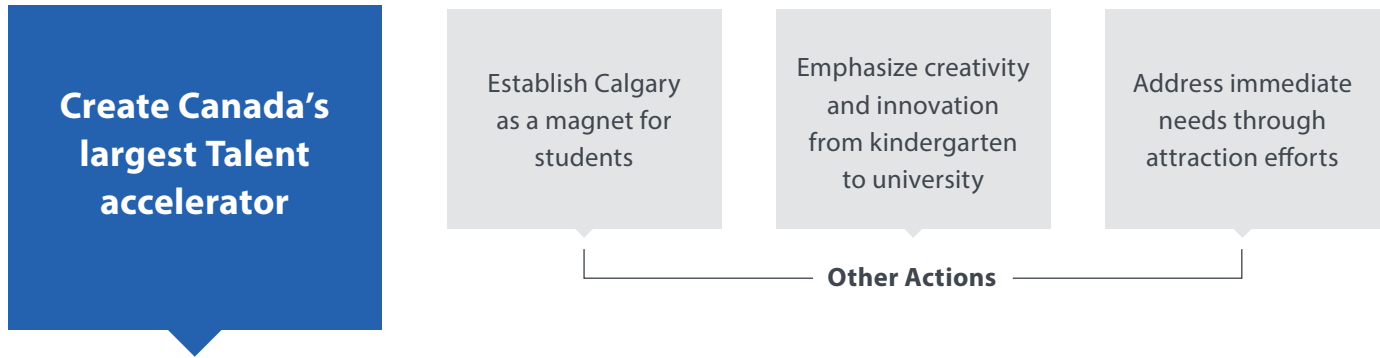 Create Canada’s
largest Talent
accelerator
Establish Calgary
as a magnet for
students
Emphasize creativity
and innovation
from kindergarten
to university
Address immediate
needs through
attraction efforts
Other Actions